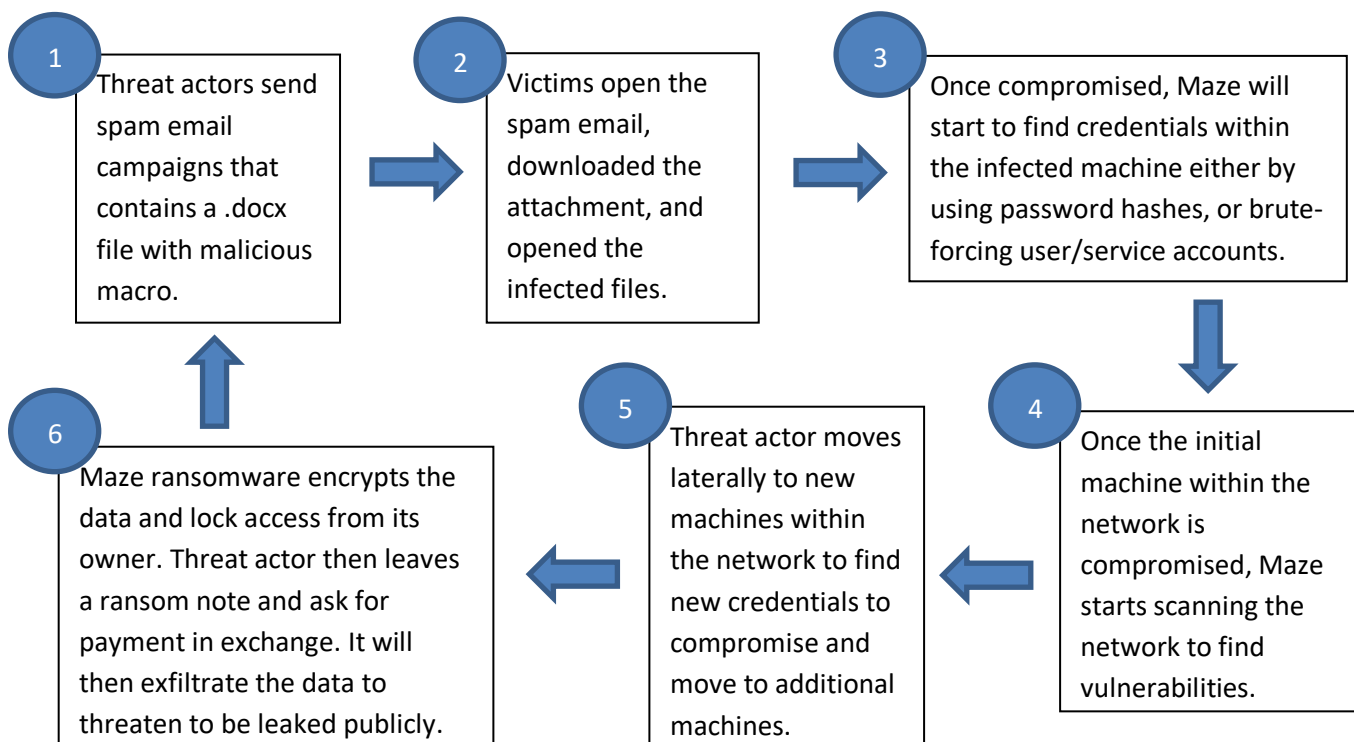 1
Threat actors send
spam email
campaigns that
contains a .docx
file with malicious
macro.
2
Victims open the
spam email,
downloaded the
attachment, and
opened the
infected files.
3
Once compromised, Maze will
start to find credentials within
the infected machine either by
using password hashes, or brute-
forcing user/service accounts.
4
Once the initial
machine within the
network is
compromised, Maze
starts scanning the
network to find
vulnerabilities.
5
Threat actor moves
laterally to new
machines within
the network to find
new credentials to
compromise and
move to additional
machines.
6
Maze ransomware encrypts the
data and lock access from its
owner. Threat actor then leaves
a ransom note and ask for
payment in exchange. It will
then exfiltrate the data to
threaten to be leaked publicly.